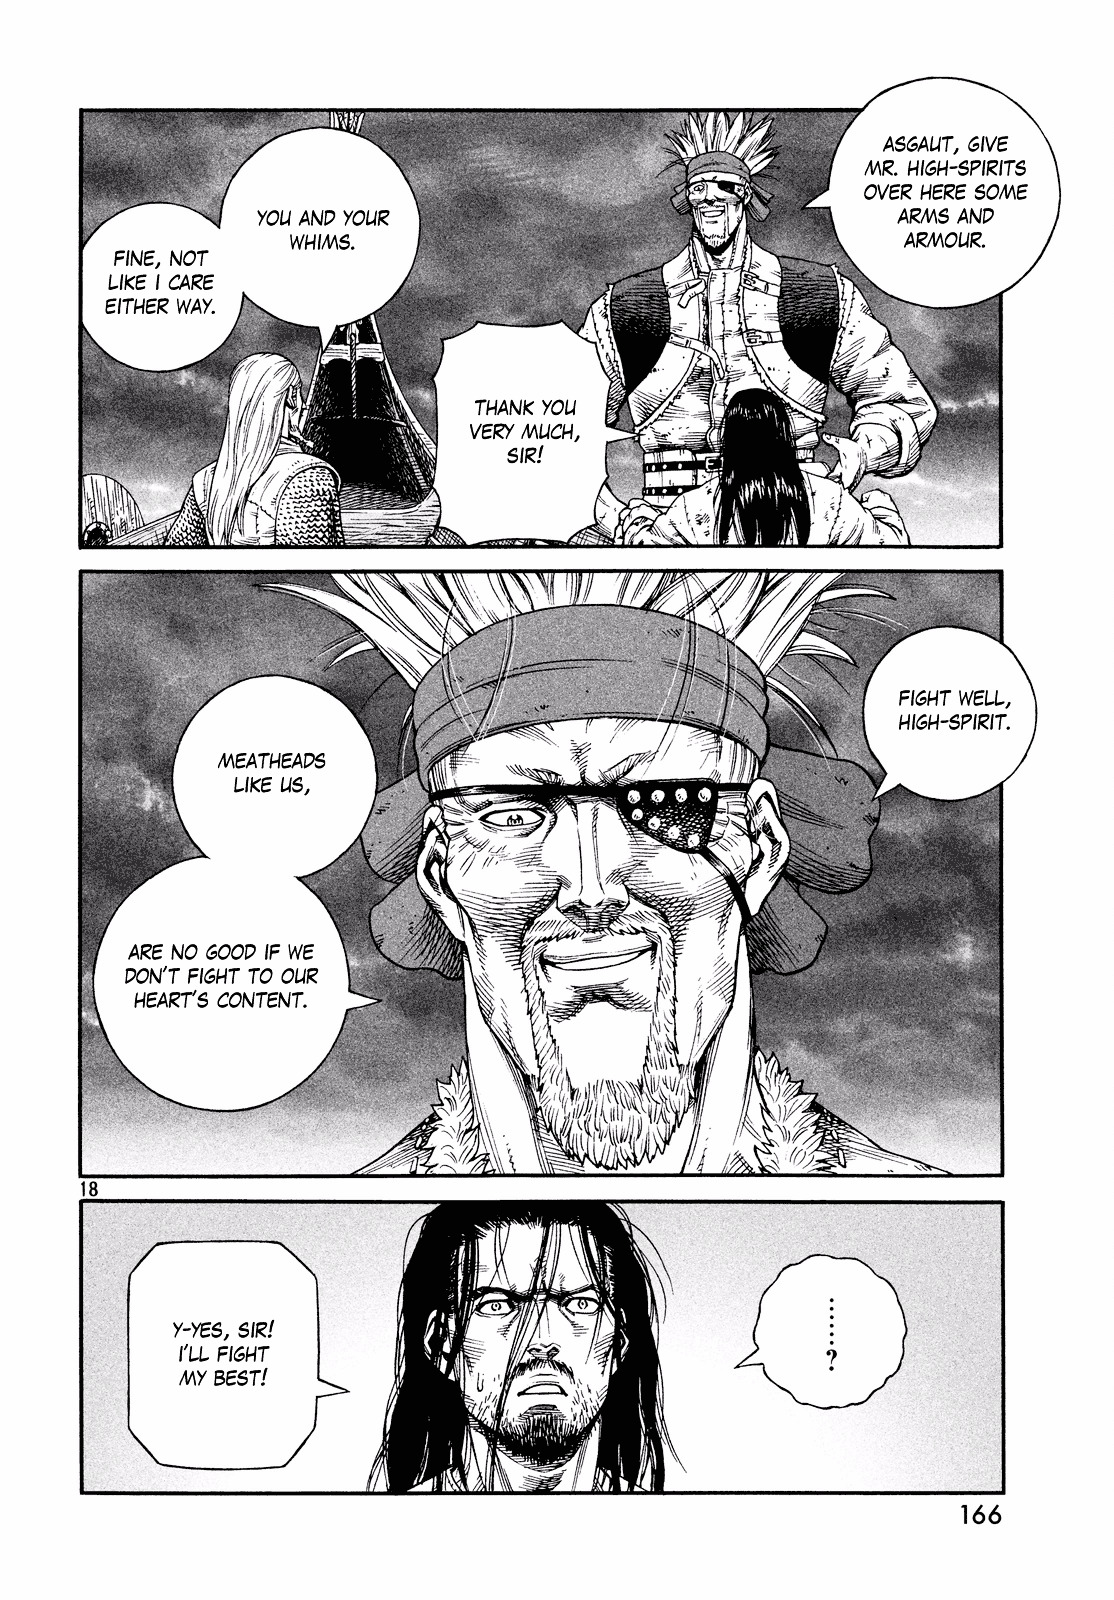 ASGAUT, GIVE
MR. HIGH-SPIRITS
OVER HERE SOME
ARMS AND
ARMOUR.
THANK YOU
VERY MUCH,
SIR!
YOU AND YOUR
WHIMS.
FINE, NOT
LIKE I CARE
EITHER WAY.
FIGHT WELL,
HIGH-SPIRIT.
MEATHEADS
LIKE US,
ARE NO GOOD IF WE
DON'T FIGHT TO OUR
HEART'S CONTENT.
18
......?
Y-YES, SIR!
I'LL FIGHT
MY BEST!
166